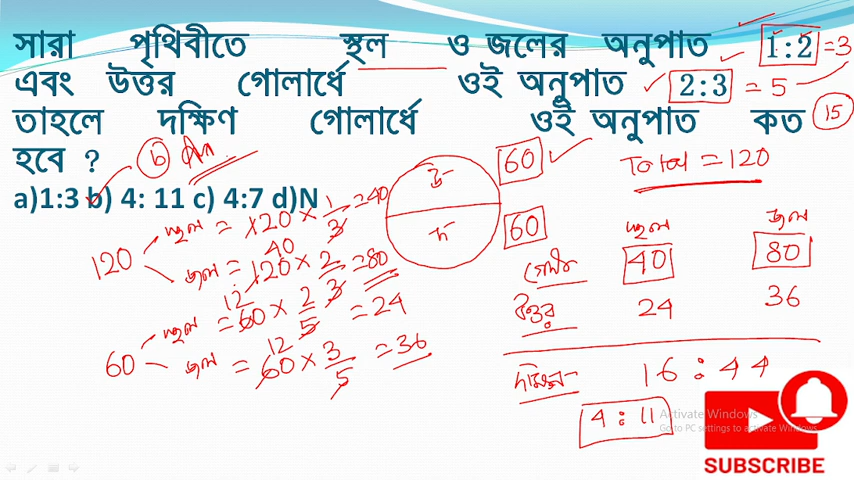 সারা পৃথিবীতে স্থল ও জলের অনুপাত 1:2 =3
এবং উত্তর গোলার্ধে ওই অনুপাত 2:3 = 5
তাহলে দক্ষিণ গোলার্ধে ওই অনুপাত কত 15
হবে ?
b
a)1:3 b) 4: 11 c) 4:7 d)N
60
Total = 120
উ
60
দ
স্থল জল
120
স্থল = 120 × 1/3 = 40
40
জল = 120 × 2/3 = 80
60
12
স্থল = 60 × 2/5 = 24
12
জল = 60 × 3/5 = 36
40 80
উত্তর 24 36
দক্ষিণ 16 : 44
4 : 11
Activate Windows
Go to PC settings to activate Windows.
SUBSCRIBE